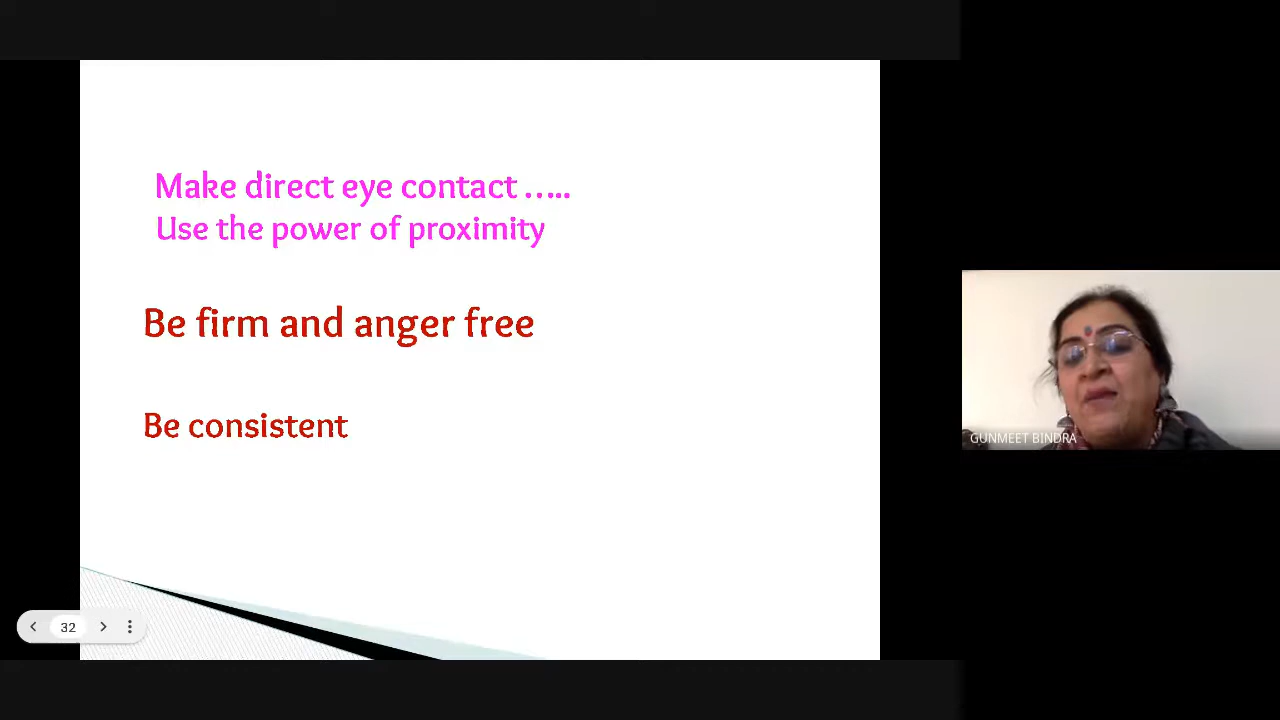 Make direct eye contact …..
Use the power of proximity
Be firm and anger free
Be consistent
32
GUNMEET BINDRA